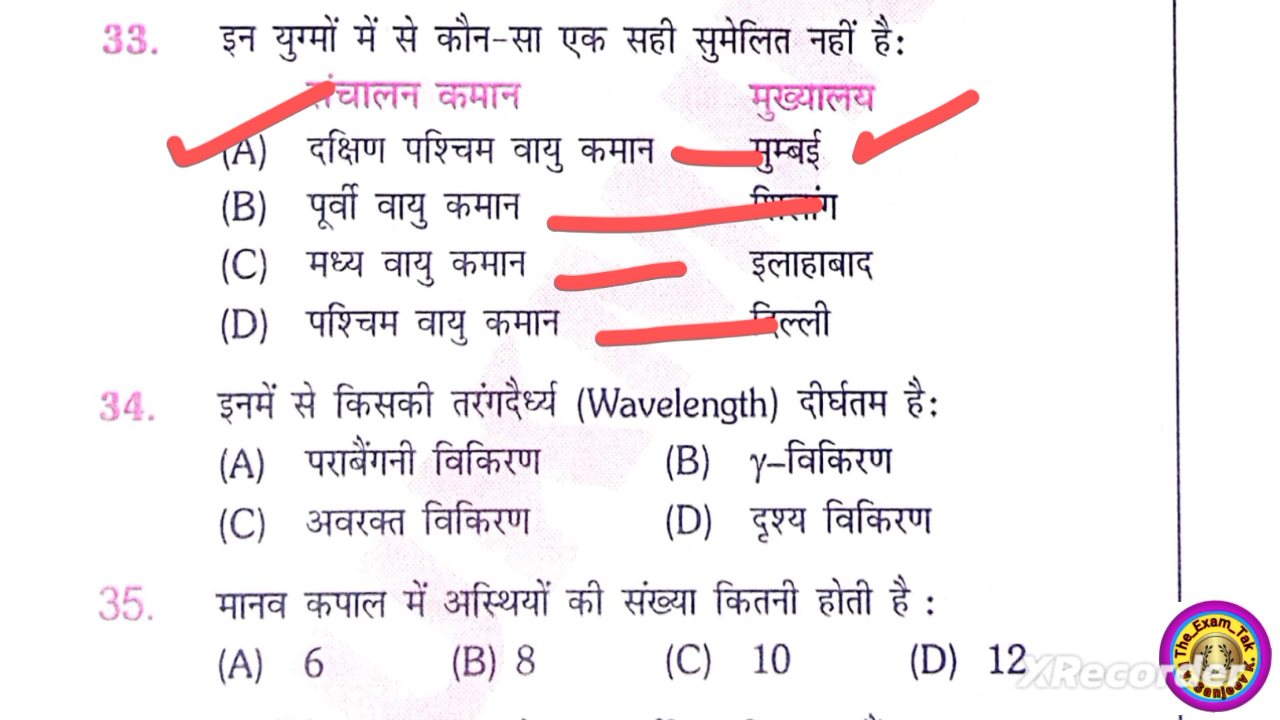 33. इन युग्मों में से कौन-सा एक सही सुमेलित नहीं है:
संचालन कमान मुख्यालय
(A) दक्षिण पश्चिम वायु कमान मुम्बई
(B) पूर्वी वायु कमान शिलांग
(C) मध्य वायु कमान इलाहाबाद
(D) पश्चिम वायु कमान दिल्ली
34. इनमें से किसकी तरंगदैर्ध्य (Wavelength) दीर्घतम है:
(A) पराबैंगनी विकिरण (B) γ-विकिरण
(C) अवरक्त विकिरण (D) दृश्य विकिरण
35. मानव कपाल में अस्थियों की संख्या कितनी होती है :
(A) 6 (B) 8 (C) 10 (D) 12
XRecorder
The_Exam_Tak
Sanjeev K.